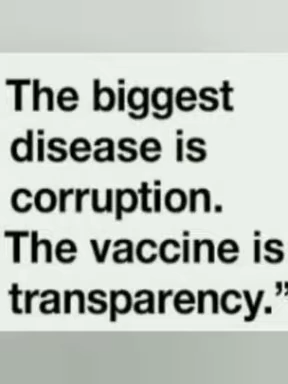 The biggest
disease is
corruption.
The vaccine is
transparency.”